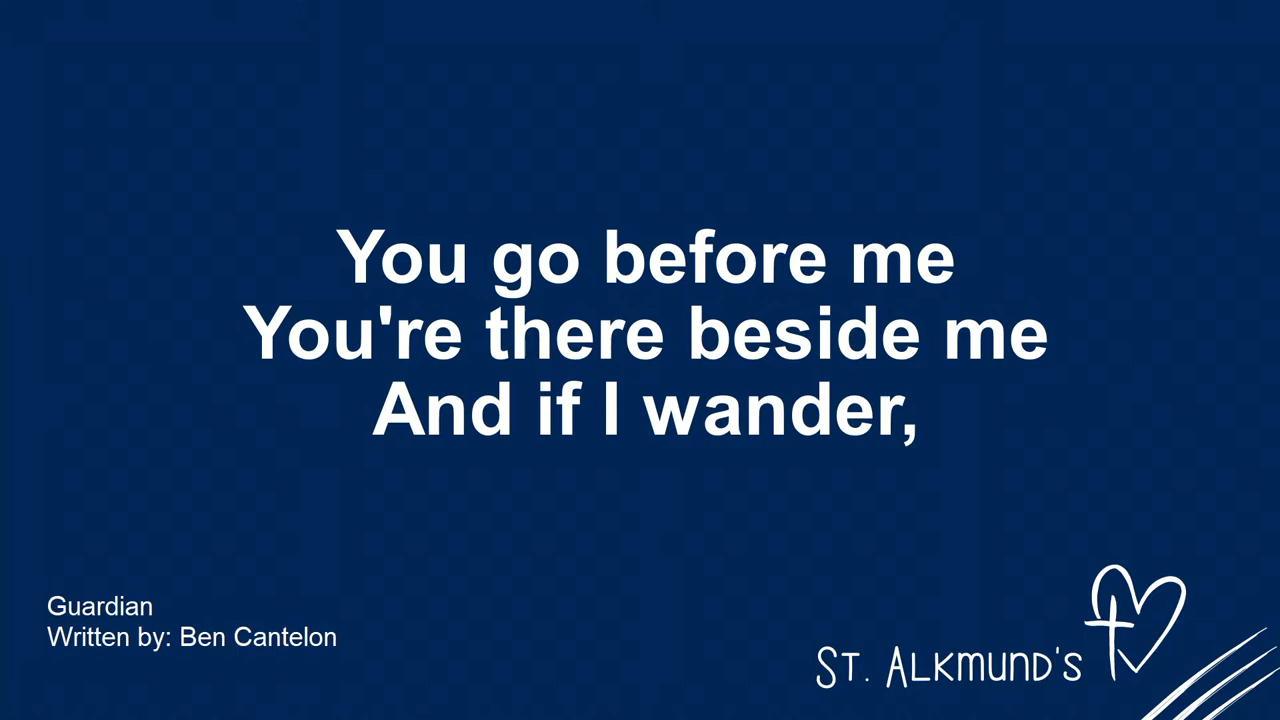 You go before me
You're there beside me
And if I wander,
Guardian
Written by: Ben Cantelon
St. Alkmund's